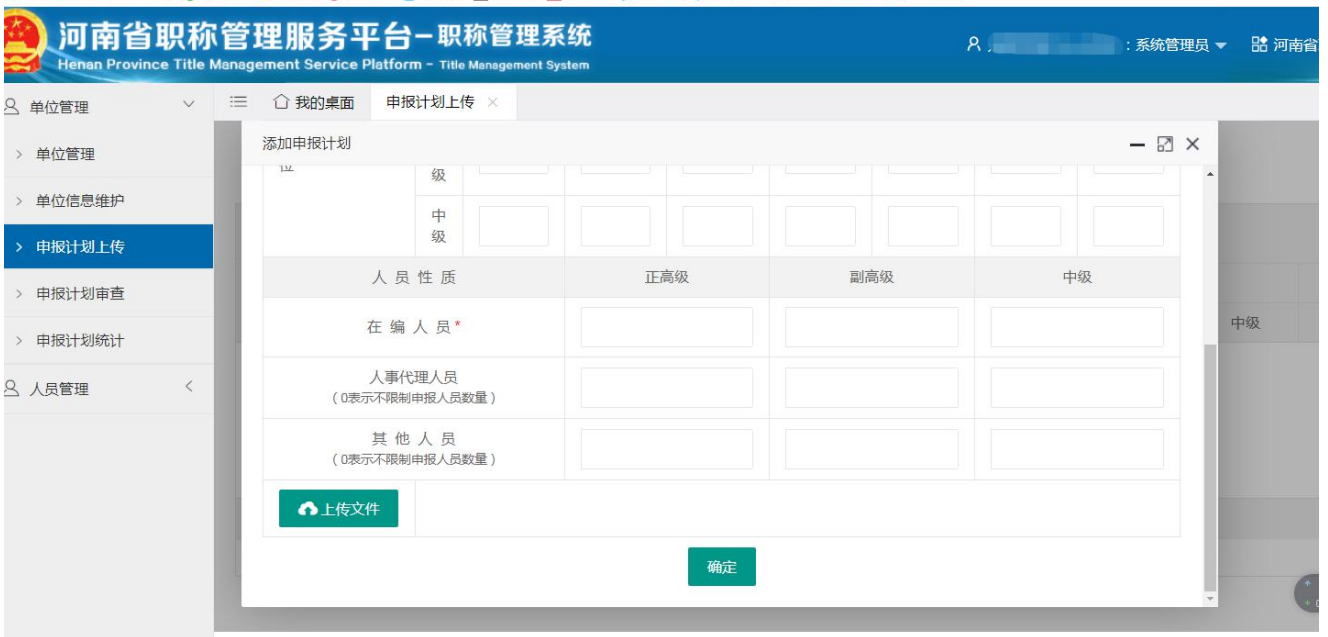 河南省职称管理服务平台-职称管理系统
Henan Province Title Management Service Platform - Title Management System
: 系统管理员
河南省
单位管理
我的桌面
申报计划上传
单位管理
单位信息维护
申报计划上传
申报计划审查
申报计划统计
人员管理
添加申报计划
位
级
中
级
人 员 性 质
正高级
副高级
中级
在 编 人 员*
人事代理人员
(0表示不限制申报人员数量)
其 他 人 员
(0表示不限制申报人员数量)
上传文件
确定
中级